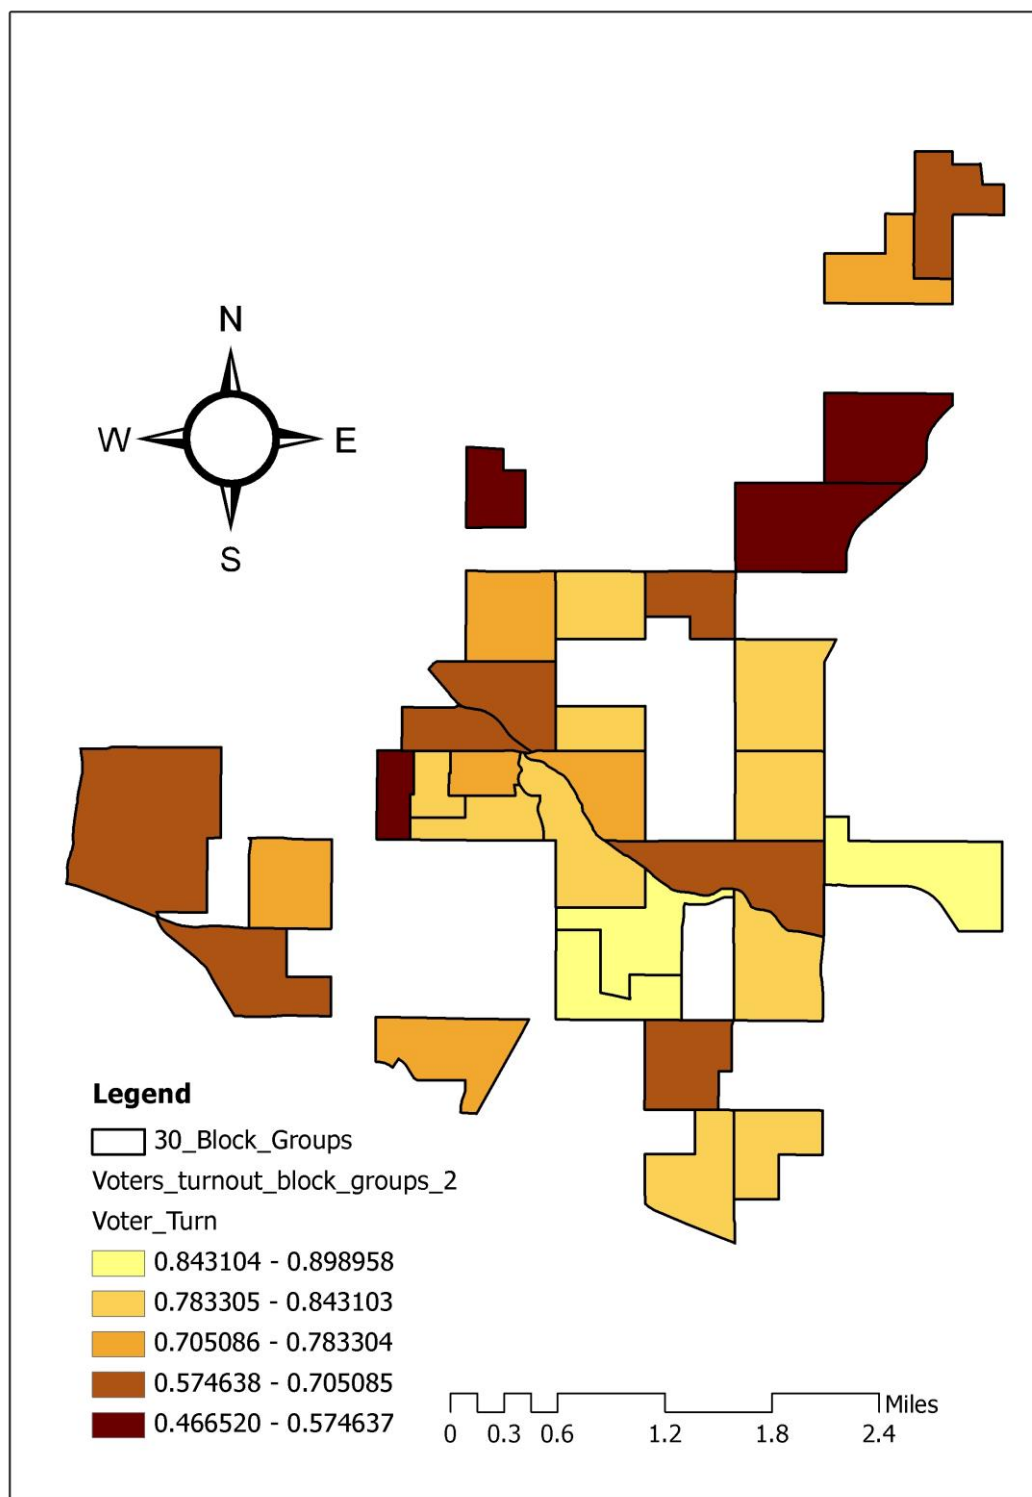 N
W E
S
Legend
30_Block_Groups
Voters_turnout_block_groups_2
Voter_Turn
0.843104 - 0.898958
0.783305 - 0.843103
0.705086 - 0.783304
0.574638 - 0.705085
0.466520 - 0.574637
Miles
0 0.3 0.6 1.2 1.8 2.4